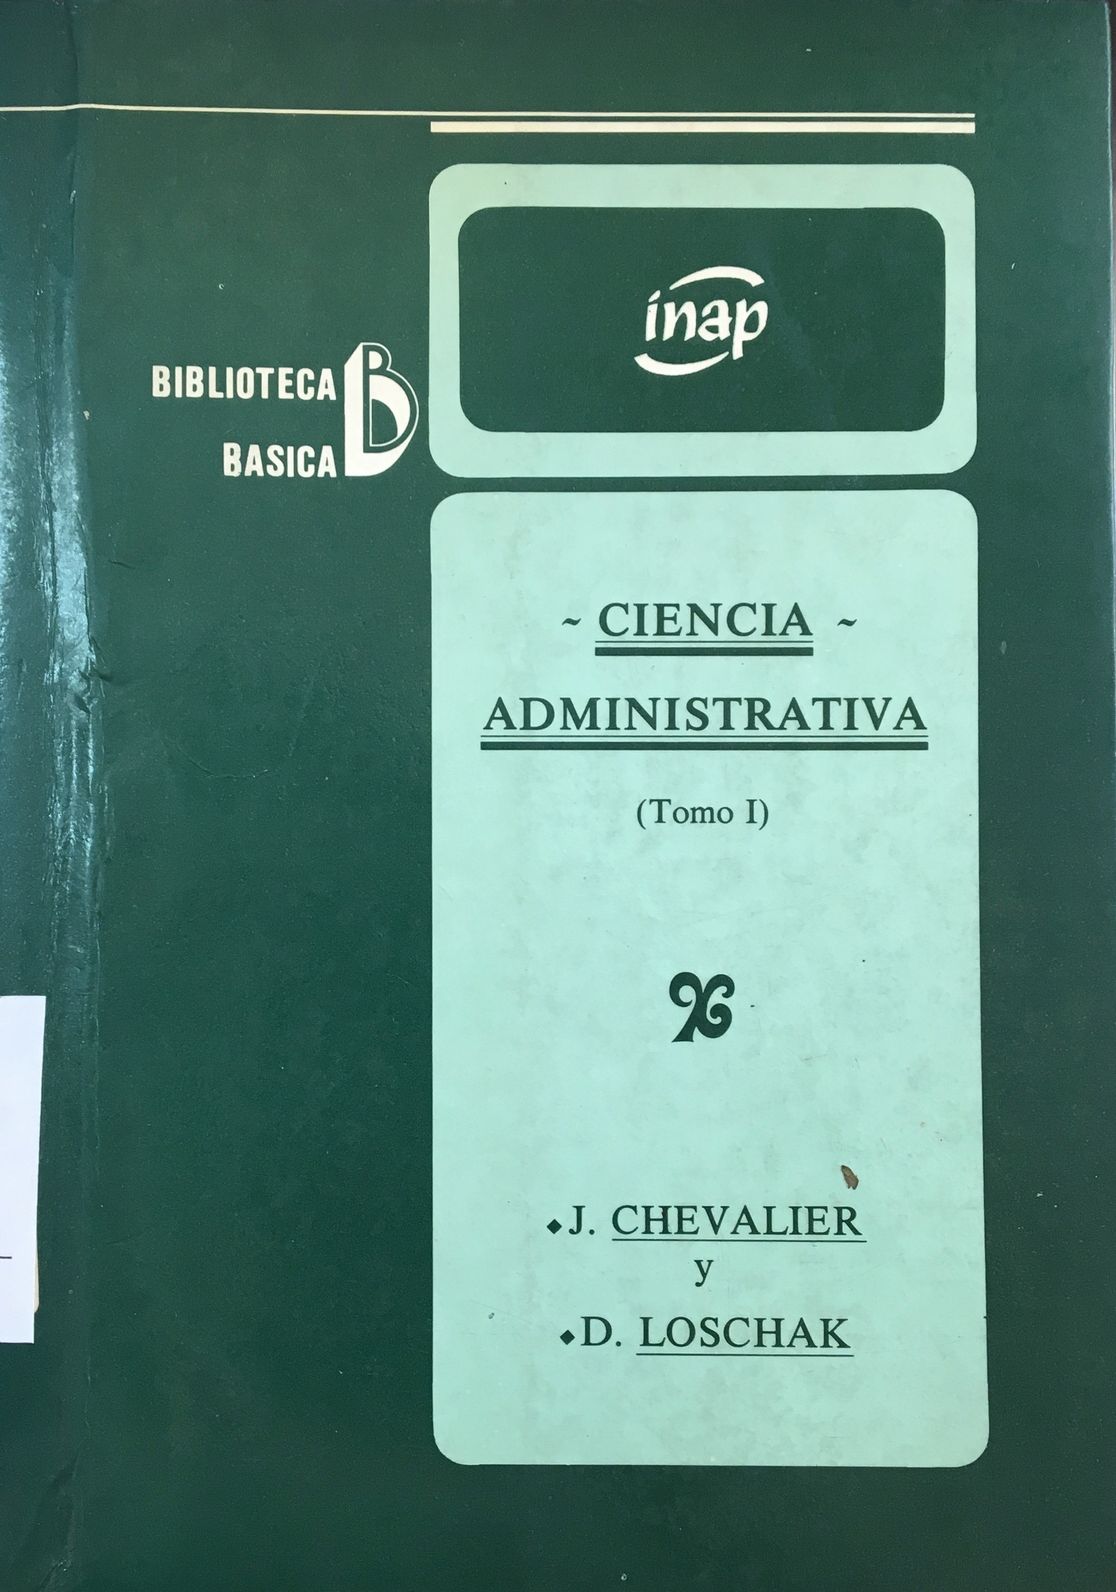 inap
BIBLIOTECA
BASICA
~ CIENCIA ~
ADMINISTRATIVA
(Tomo I)
◆J. CHEVALIER
y
◆D. LOSCHAK